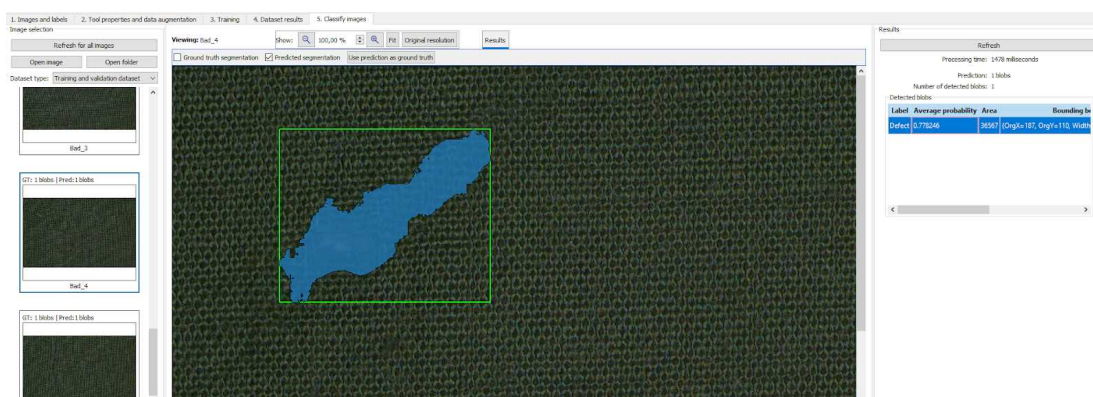 1. Images and labels 2. Tool properties and data augmentation 3. Training 4. Dataset results 5. Classify images
Image selection
Refresh for all images
Open image Open folder
Dataset type: Training and validation dataset
Bad_3
GT: 1 blobs | Pred: 1 blobs
Bad_4
GT: 1 blobs | Pred: 1 blobs
Viewing: Bad_4 Show: 100,00 % Fit Original resolution Results
Ground truth segmentation Predicted segmentation Use prediction as ground truth
Results
Refresh
Processing time: 1478 miliseconds
Prediction: 1 blobs
Number of detected blobs: 1
Detected blobs
Label Average probability Area Bounding b
Defect 0.778246 36567 (OrgX=187, OrgY=110, Width